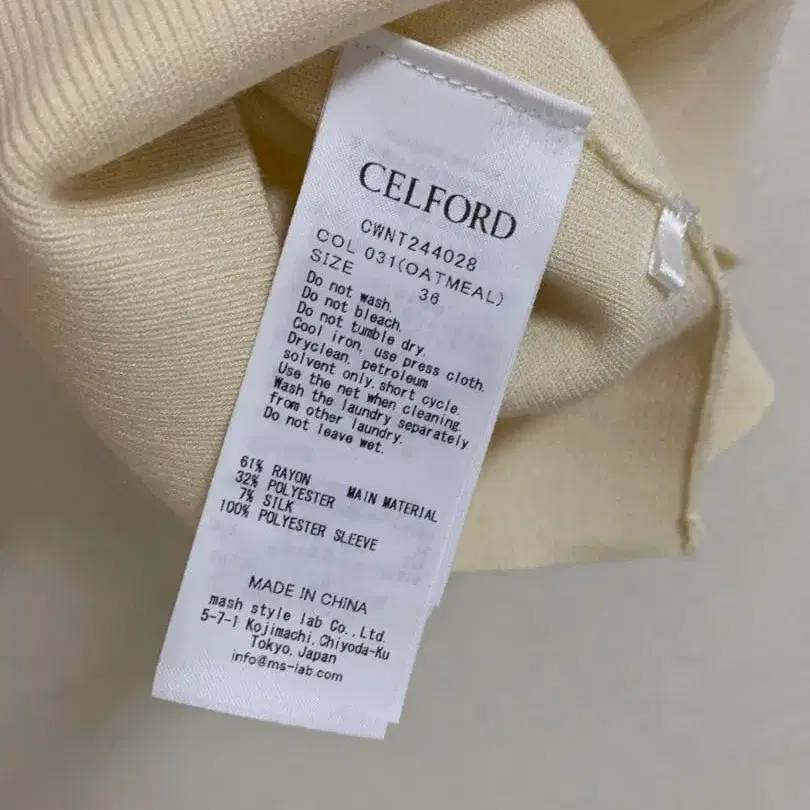 CELFORD
CWNT244028
COL 031(OATMEAL)
SIZE 36
Do not wash.
Do not bleach.
Do not tumble dry.
Cool iron, use press cloth.
Dryclean, petroleum
solvent only, short cycle.
Use the net when cleaning.
Wash the laundry separately
from other laundry.
Do not leave wet.
61% RAYON
32% POLYESTER MAIN MATERIAL
7% SILK
100% POLYESTER SLEEVE
MADE IN CHINA
mash style lab Co.,Ltd.
5-7-1 Kojimachi,Chiyoda-Ku
Tokyo,Japan
info@ms-lab.com